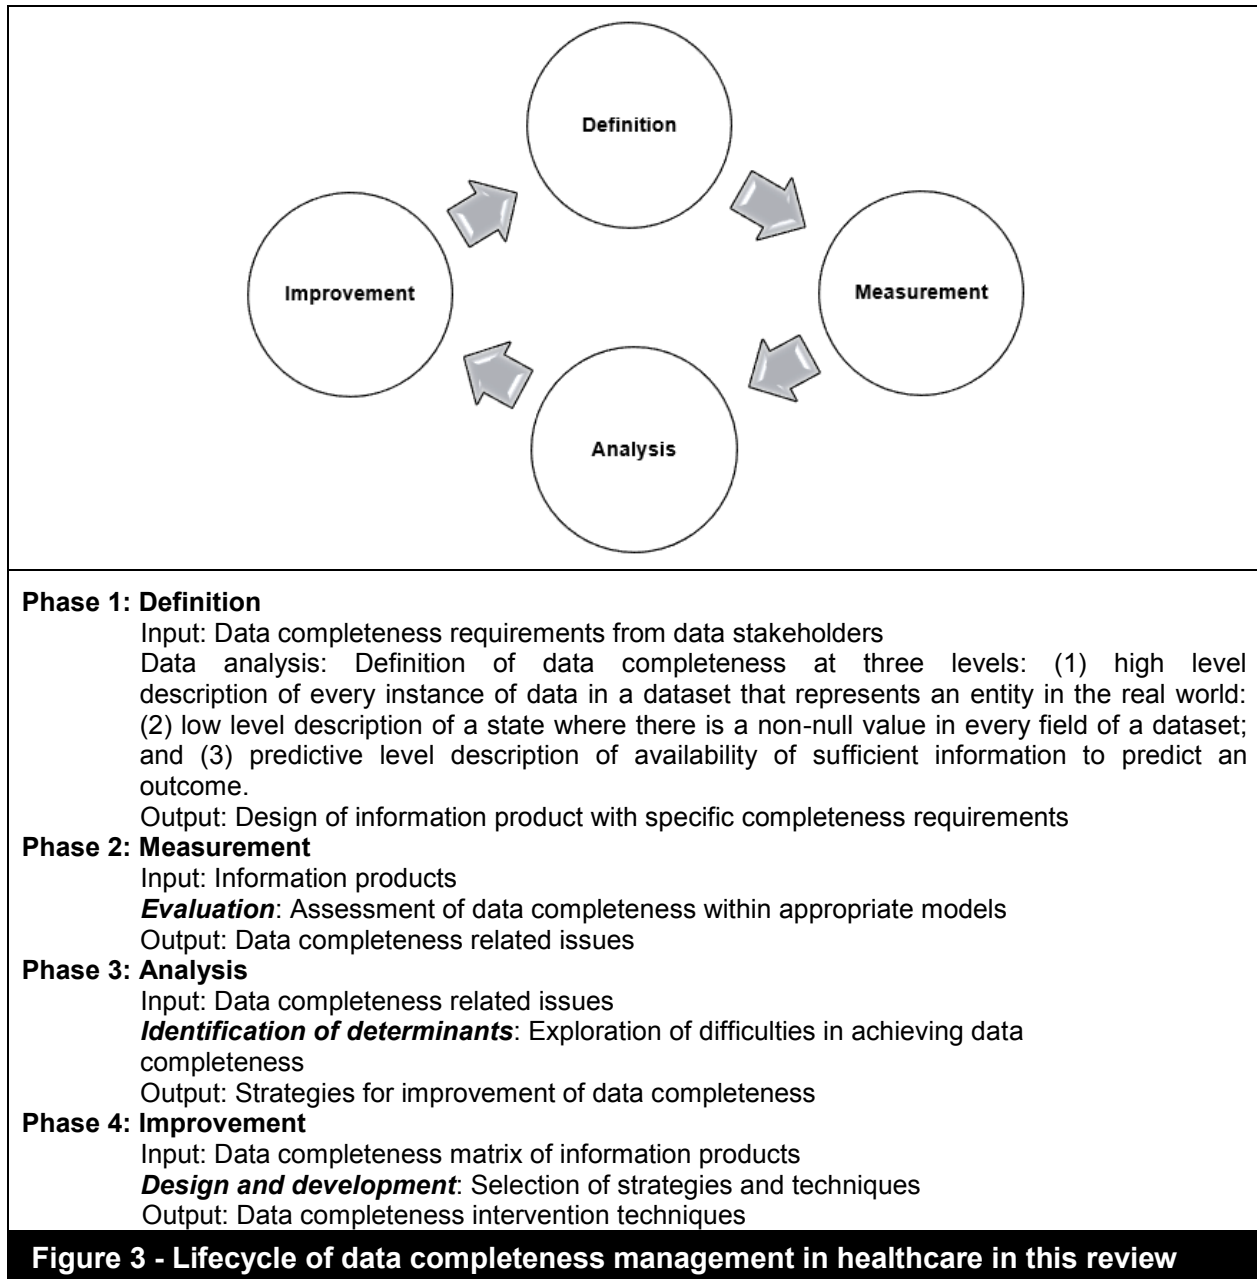 Definition
Improvement
Measurement
Analysis
Phase 1: Definition
Input: Data completeness requirements from data stakeholders
Data analysis: Definition of data completeness at three levels: (1) high level
description of every instance of data in a dataset that represents an entity in the real world:
(2) low level description of a state where there is a non-null value in every field of a dataset;
and (3) predictive level description of availability of sufficient information to predict an
outcome.
Output: Design of information product with specific completeness requirements
Phase 2: Measurement
Input: Information products
Evaluation: Assessment of data completeness within appropriate models
Output: Data completeness related issues
Phase 3: Analysis
Input: Data completeness related issues
Identification of determinants: Exploration of difficulties in achieving data
completeness
Output: Strategies for improvement of data completeness
Phase 4: Improvement
Input: Data completeness matrix of information products
Design and development: Selection of strategies and techniques
Output: Data completeness intervention techniques
Figure 3 - Lifecycle of data completeness management in healthcare in this review